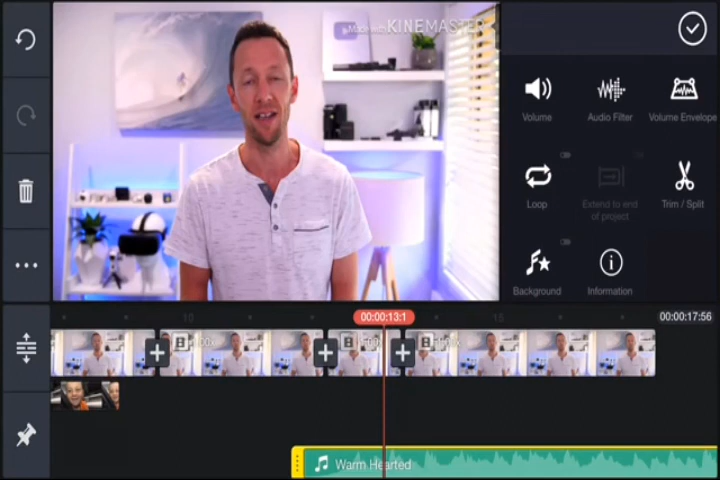 Made with KINEMASTER
Volume
Audio Filter
Volume Envelope
Loop
Extend to end
of project
Trim / Split
Background
Information
10
00:00:13:1
15
00:00:17:56
Warm Hearted